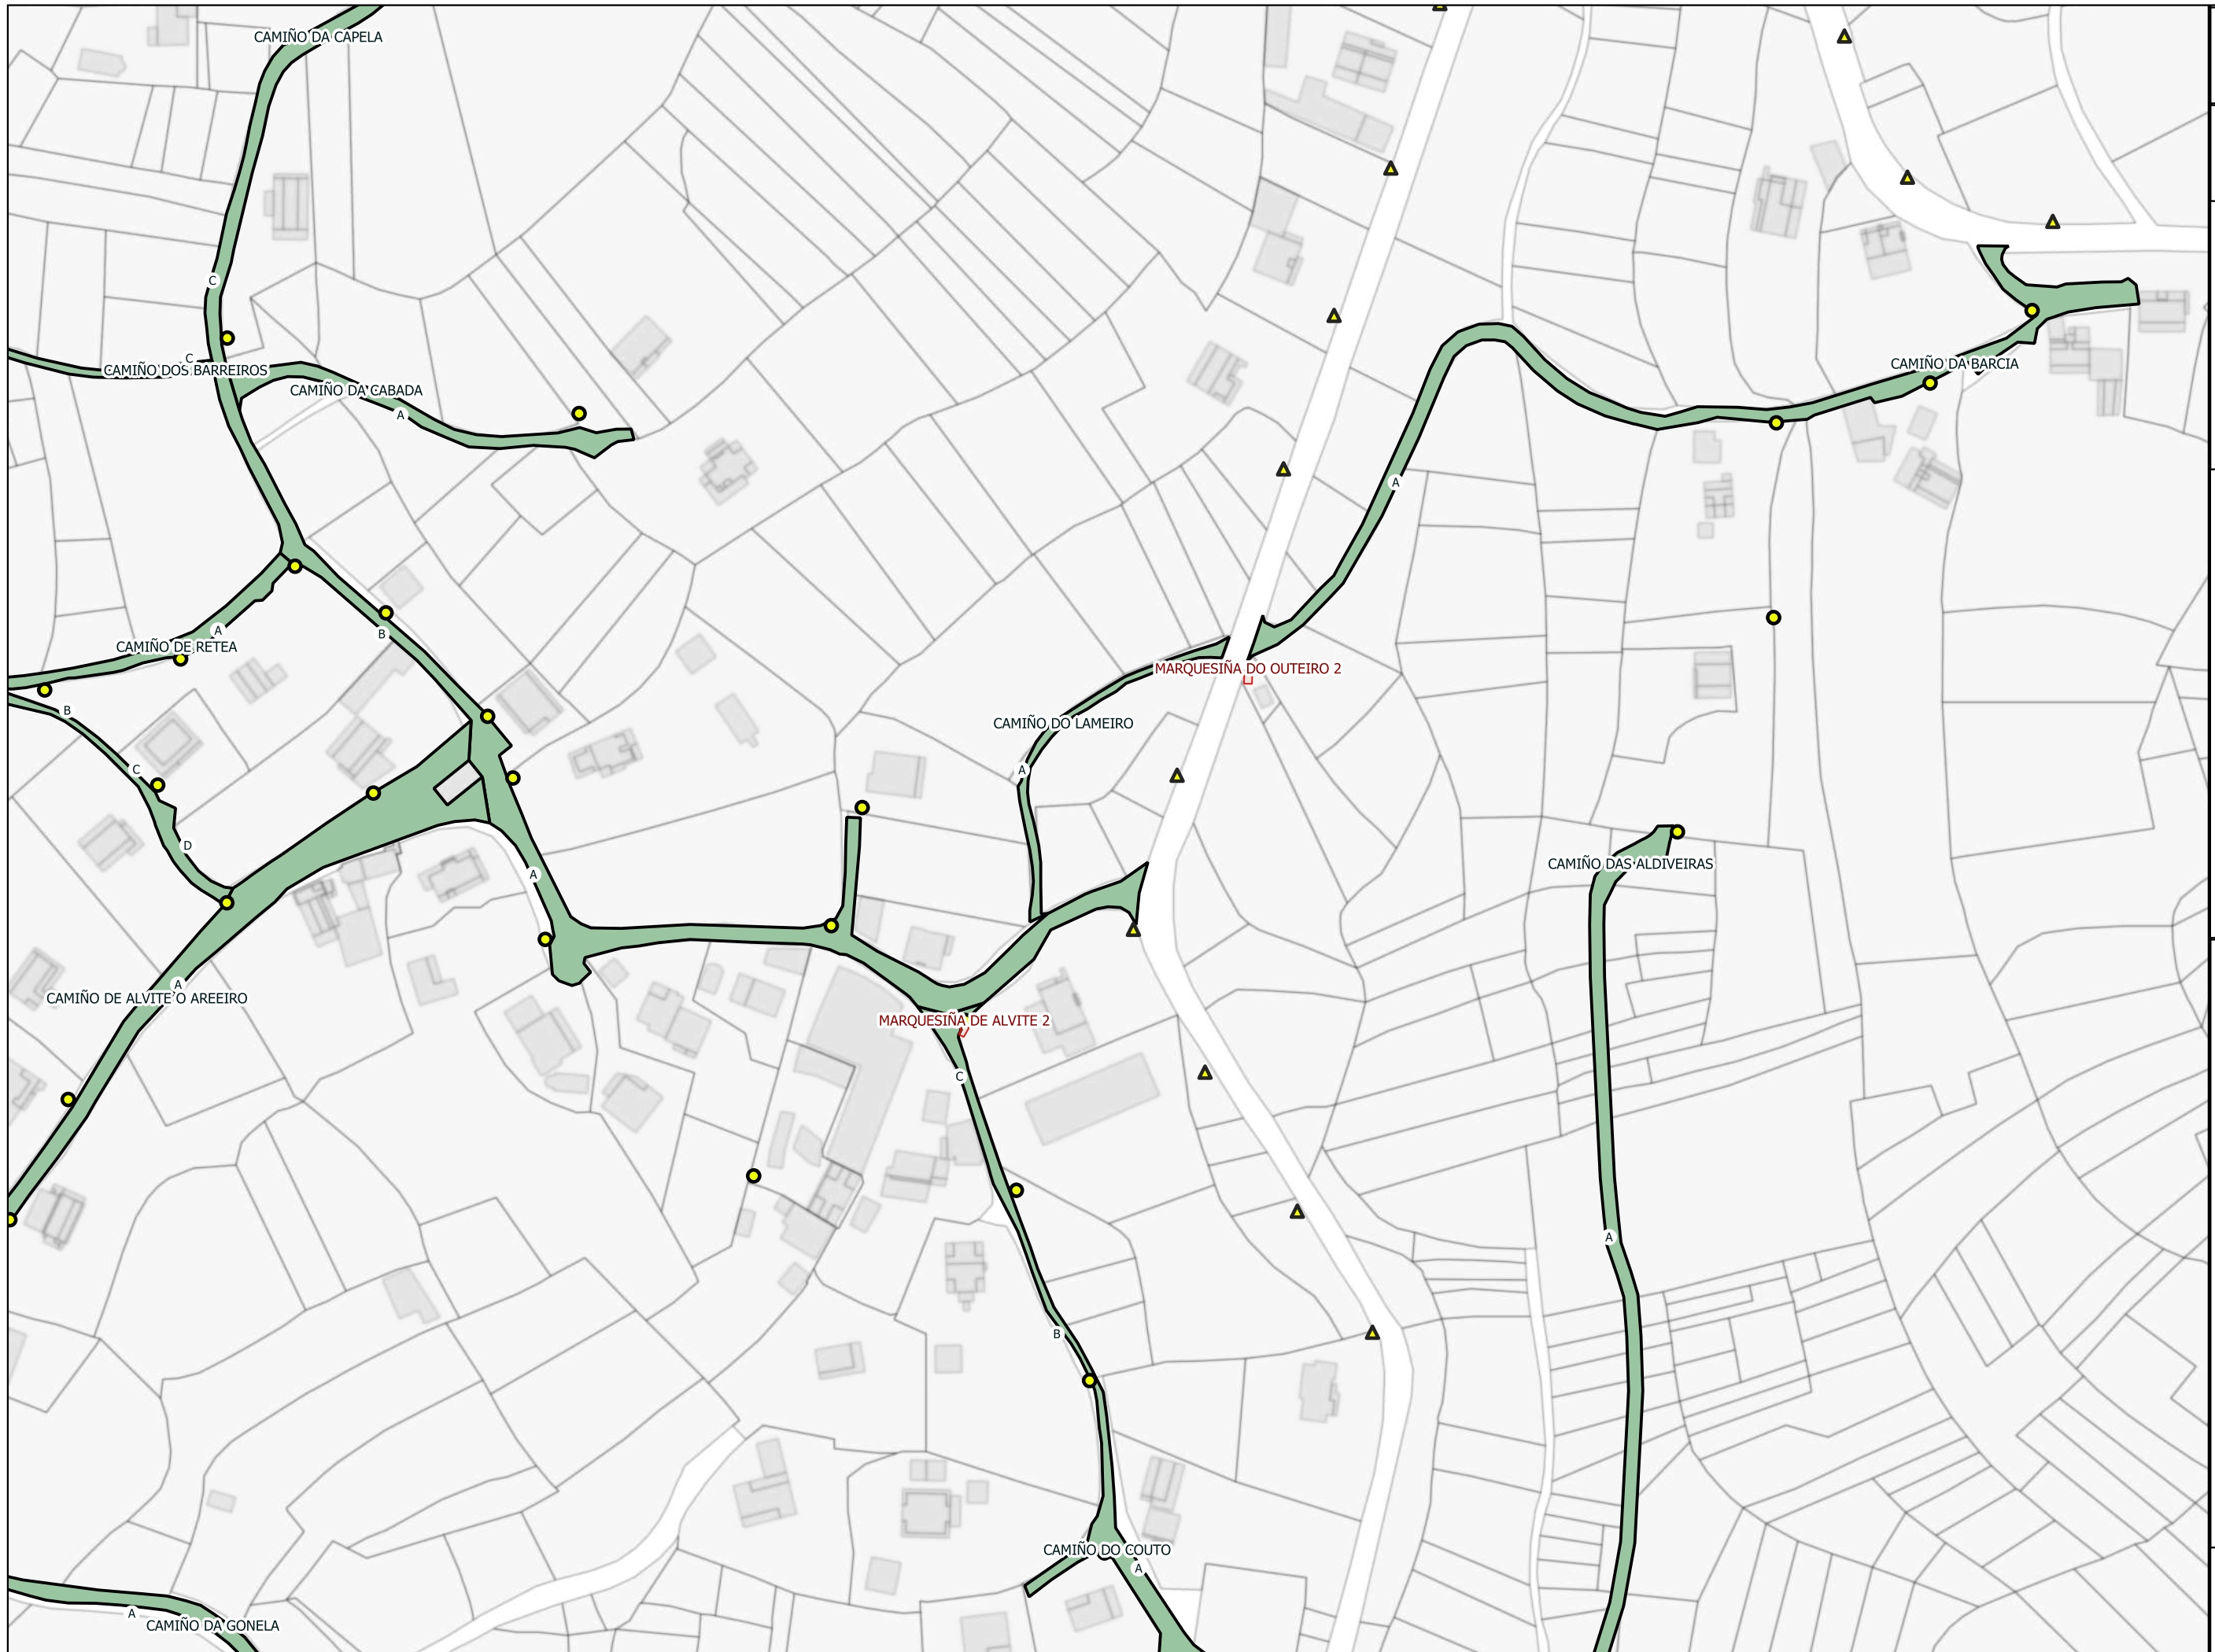 CAMIÑO DA CAPELA
C
C
CAMIÑO DOS BARREIROS
CAMIÑO DA BARCIA
CAMIÑO DA CABADA
A
A
A
B
CAMIÑO DE RETEA
MARQUESIÑA DO OUTEIRO 2
B
CAMIÑO DO LAMEIRO
C
A
D
CAMIÑO DAS ALDIVEIRAS
A
A
CAMIÑO DE ALVITE O AREEIRO
MARQUESIÑA DE ALVITE 2
C
A
B
CAMIÑO DO COUTO
A
A
CAMIÑO DA GONELA